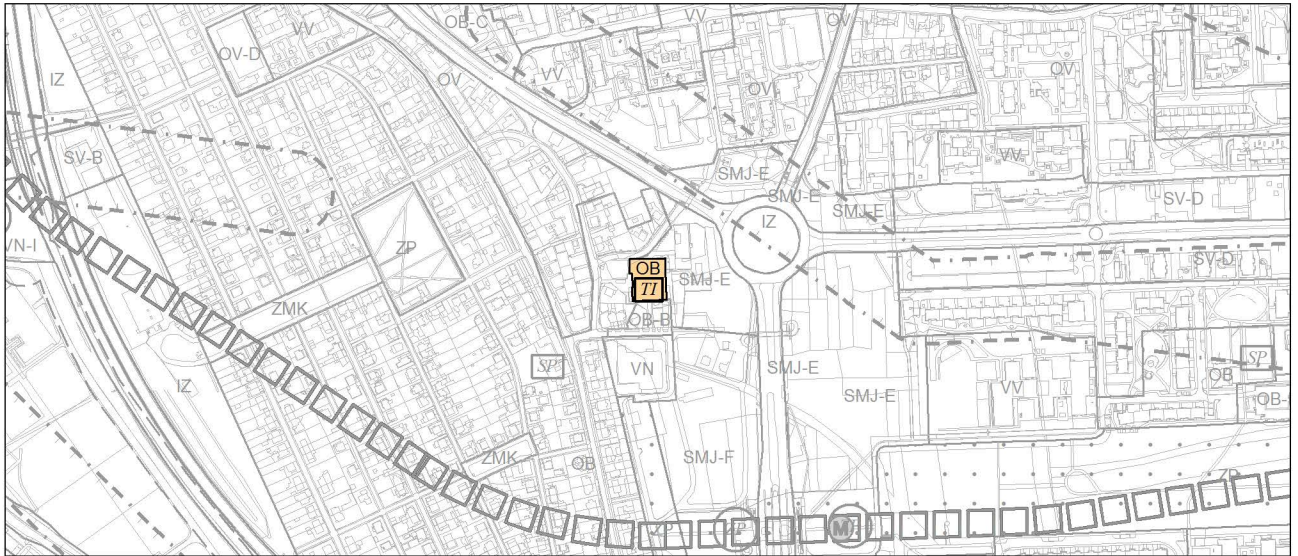 OB-C
VV
OV
VV
OV-D
OV
IZ
VV
OV
OV
SV-B
VV
SMJ-E
SMJ-E
SMJ-E
SV-D
IZ
VN-I
ZP
OB
TI
SMJ-E
SV-D
ZMK
OB-B
IZ
SP
VN
SMJ-E
SMJ-E
VV
OB
SP
ZMK
OB
SMJ-F
ZP
M